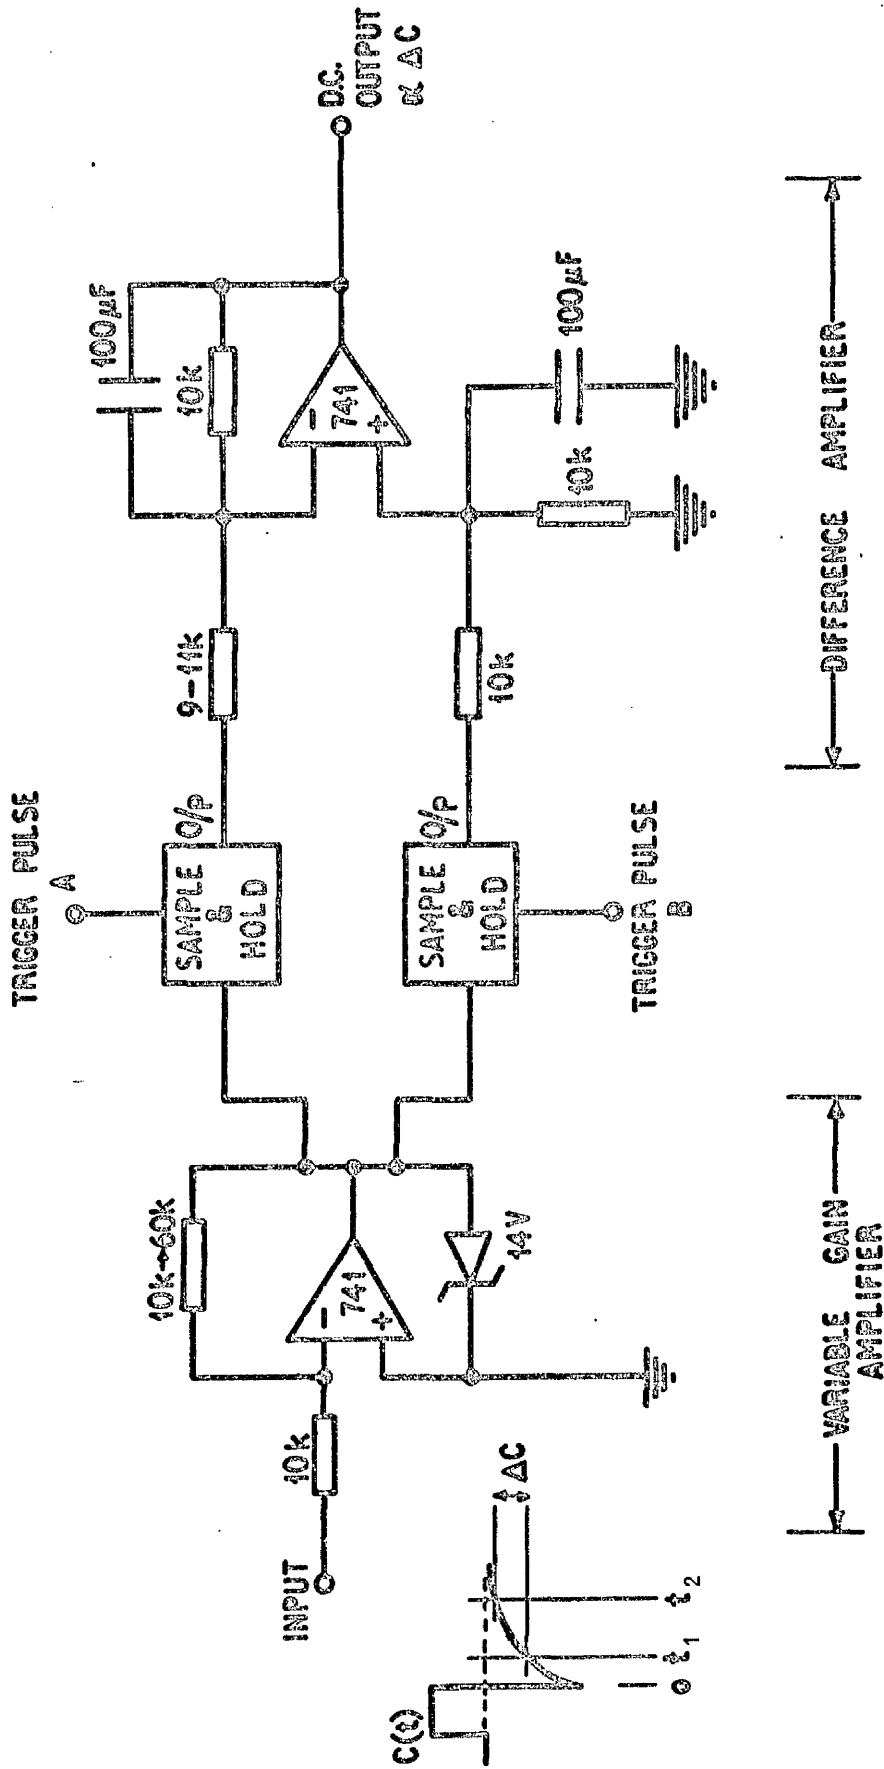 TRIGGER PULSE
A
TRIGGER PULSE
B
SAMPLE
&
HOLD
O/P
SAMPLE
&
HOLD
O/P
INPUT
10k
10k→60k
741
−
+
14V
9-11k
10k
100µF
10k
741
−
+
10k
100µF
D.C.
OUTPUT
∝ ΔC
C(t)
ΔC
0
t₁
t₂
VARIABLE GAIN
AMPLIFIER
DIFFERENCE AMPLIFIER